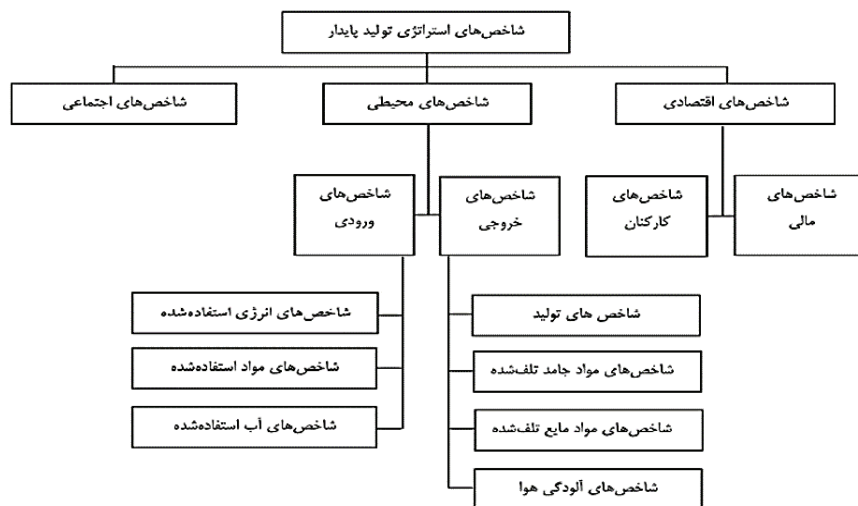 شاخص‌های استراتژی تولید پایدار
شاخص‌های اقتصادی
شاخص‌های محیطی
شاخص‌های اجتماعی
شاخص‌های
مالی
شاخص‌های
کارکنان
شاخص‌های
خروجی
شاخص‌های
ورودی
شاخص های تولید
شاخص‌های مواد جامد تلف‌شده
شاخص‌های مواد مایع تلف‌شده
شاخص‌های آلودگی هوا
شاخص‌های انرژی استفاده‌شده
شاخص‌های مواد استفاده‌شده
شاخص‌های آب استفاده‌شده